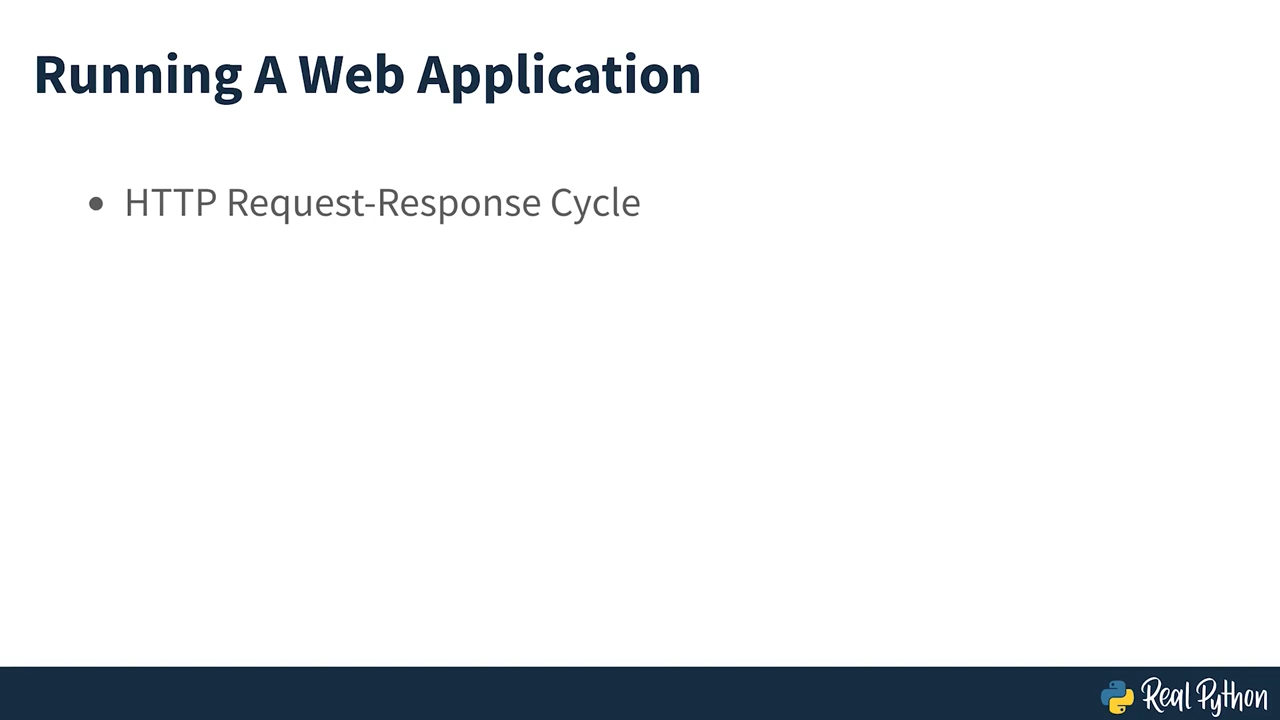 Running A Web Application
• HTTP Request-Response Cycle
Real Python